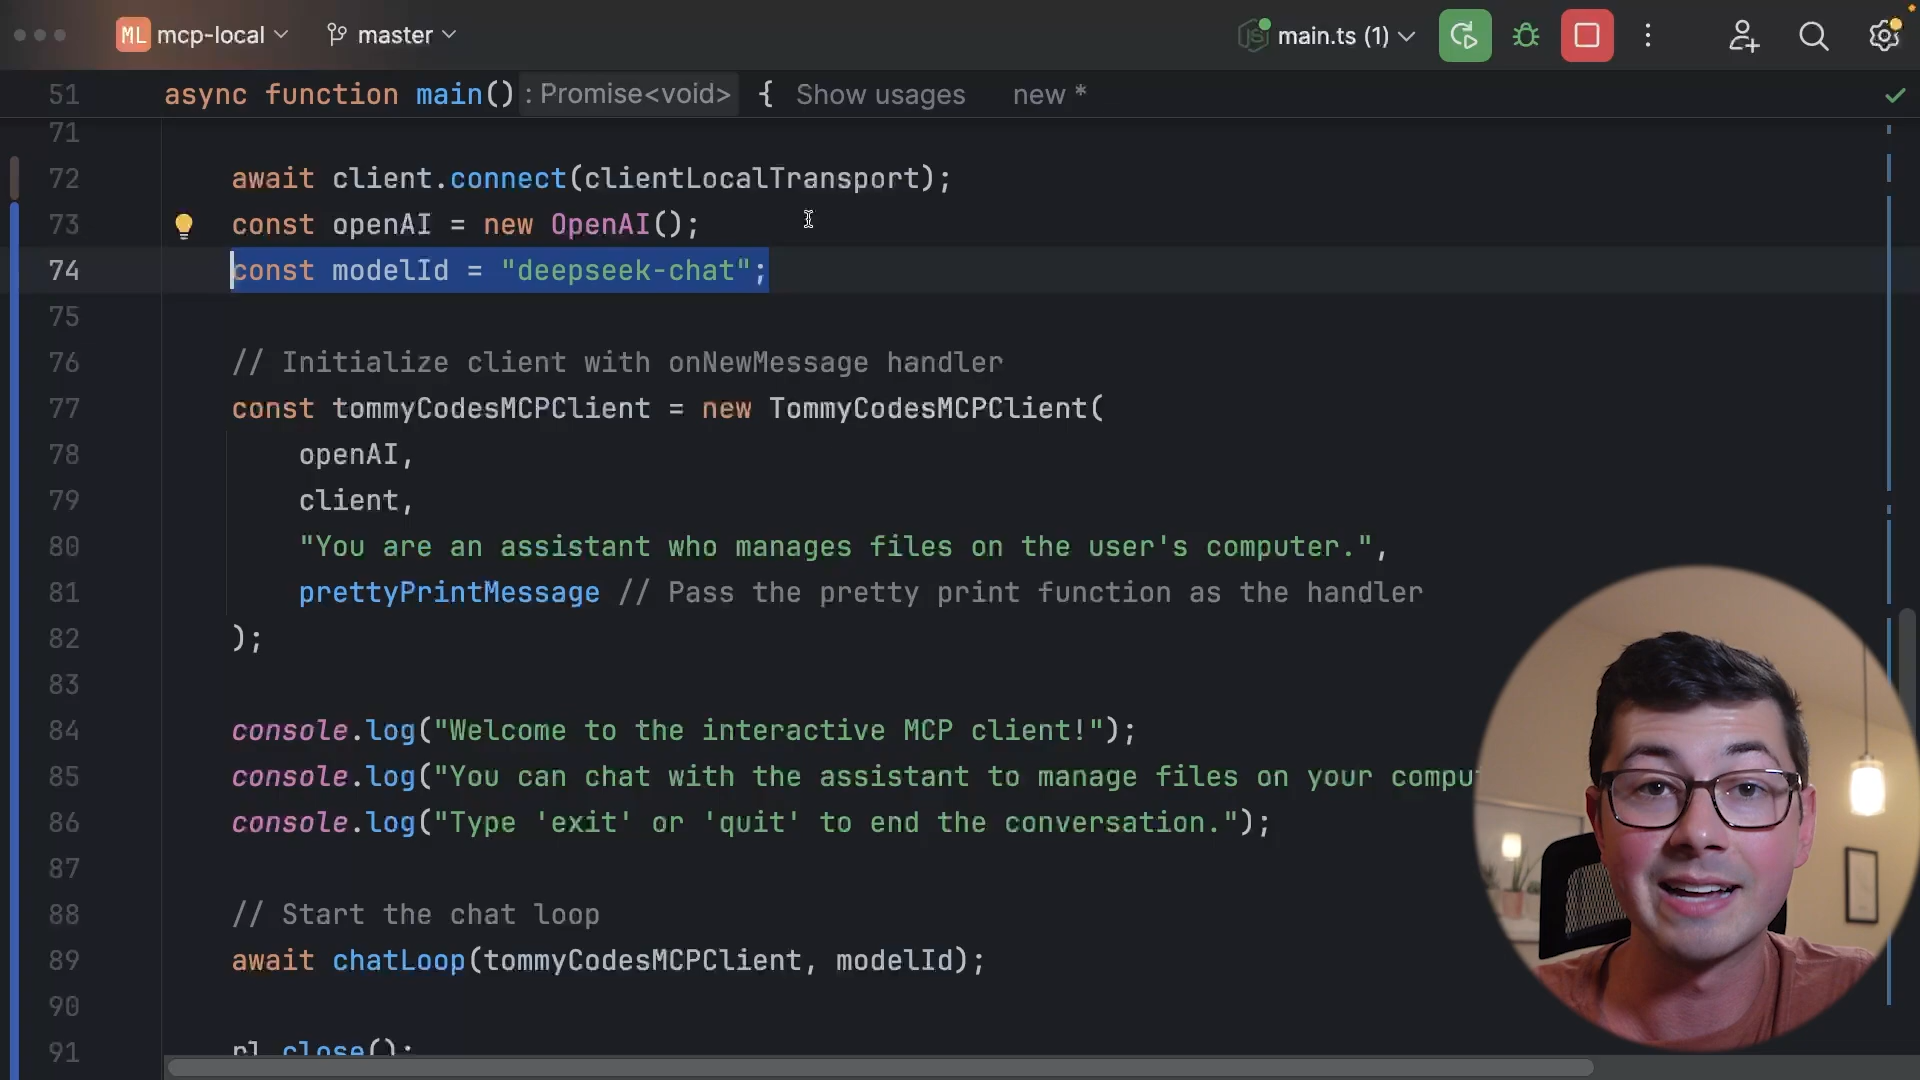 ML mcp-local master main.ts (1)
51 async function main() : Promise<void> { Show usages new *
71
72 await client.connect(clientLocalTransport);
73 const openAI = new OpenAI();
74 const modelId = "deepseek-chat";
75
76 // Initialize client with onNewMessage handler
77 const tommyCodesMCPClient = new TommyCodesMCPClient(
78 openAI,
79 client,
80 "You are an assistant who manages files on the user's computer.",
81 prettyPrintMessage // Pass the pretty print function as the handler
82 );
83
84 console.log("Welcome to the interactive MCP client!");
85 console.log("You can chat with the assistant to manage files on your compu
86 console.log("Type 'exit' or 'quit' to end the conversation.");
87
88 // Start the chat loop
89 await chatLoop(tommyCodesMCPClient, modelId);
90
91 rl.close();